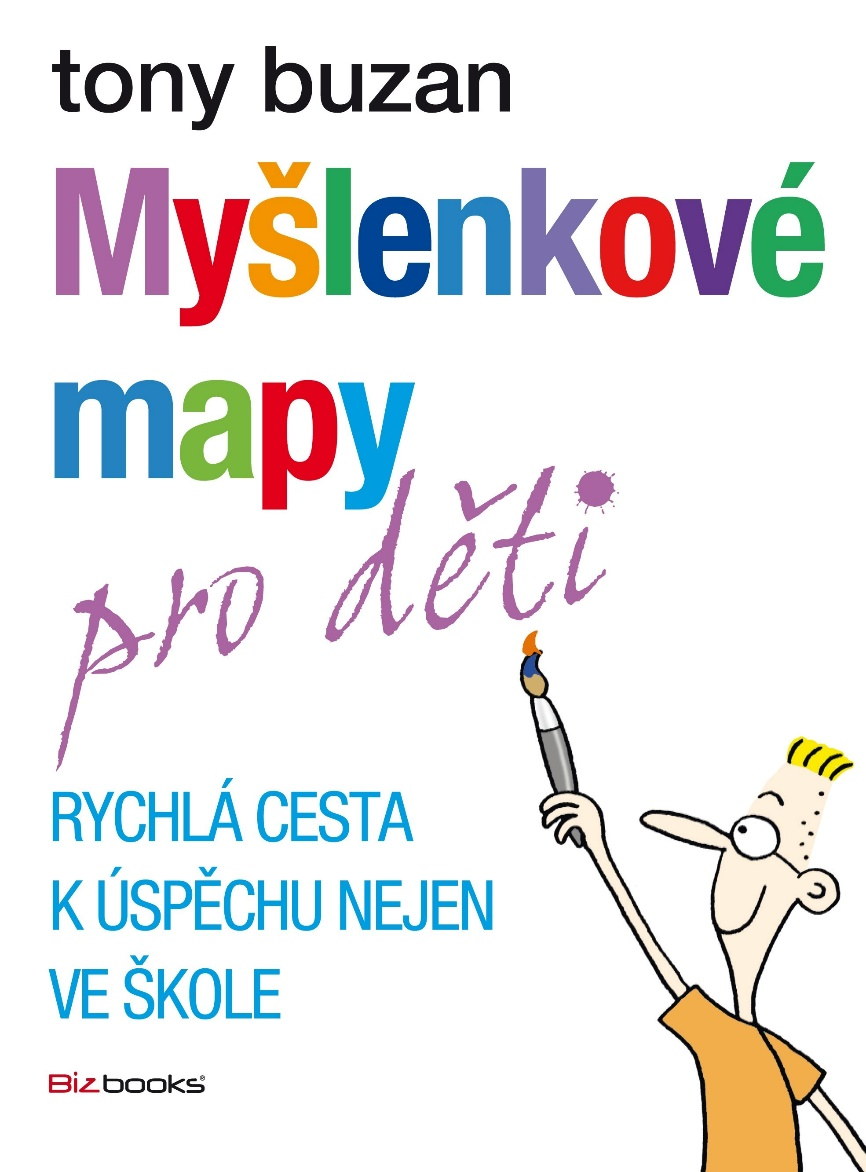 tony buzan
Myšlenkové
mapy
pro děti
RYCHLÁ CESTA
K ÚSPĚCHU NEJEN
VE ŠKOLE
Bizbooks®